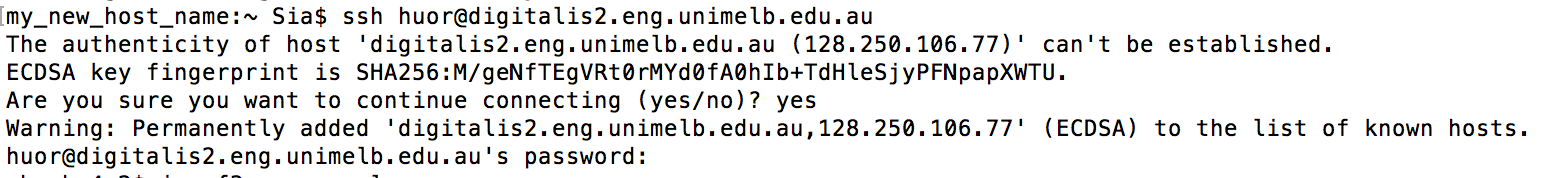 my_new_host_name:~ Sia$ ssh huor@digitalis2.eng.unimelb.edu.au
The authenticity of host 'digitalis2.eng.unimelb.edu.au (128.250.106.77)' can't be established.
ECDSA key fingerprint is SHA256:M/geNfTEgVRt0rMYd0fA0hIb+TdHleSjyPFNpapXWTU.
Are you sure you want to continue connecting (yes/no)? yes
Warning: Permanently added 'digitalis2.eng.unimelb.edu.au,128.250.106.77' (ECDSA) to the list of known hosts.
huor@digitalis2.eng.unimelb.edu.au's password: